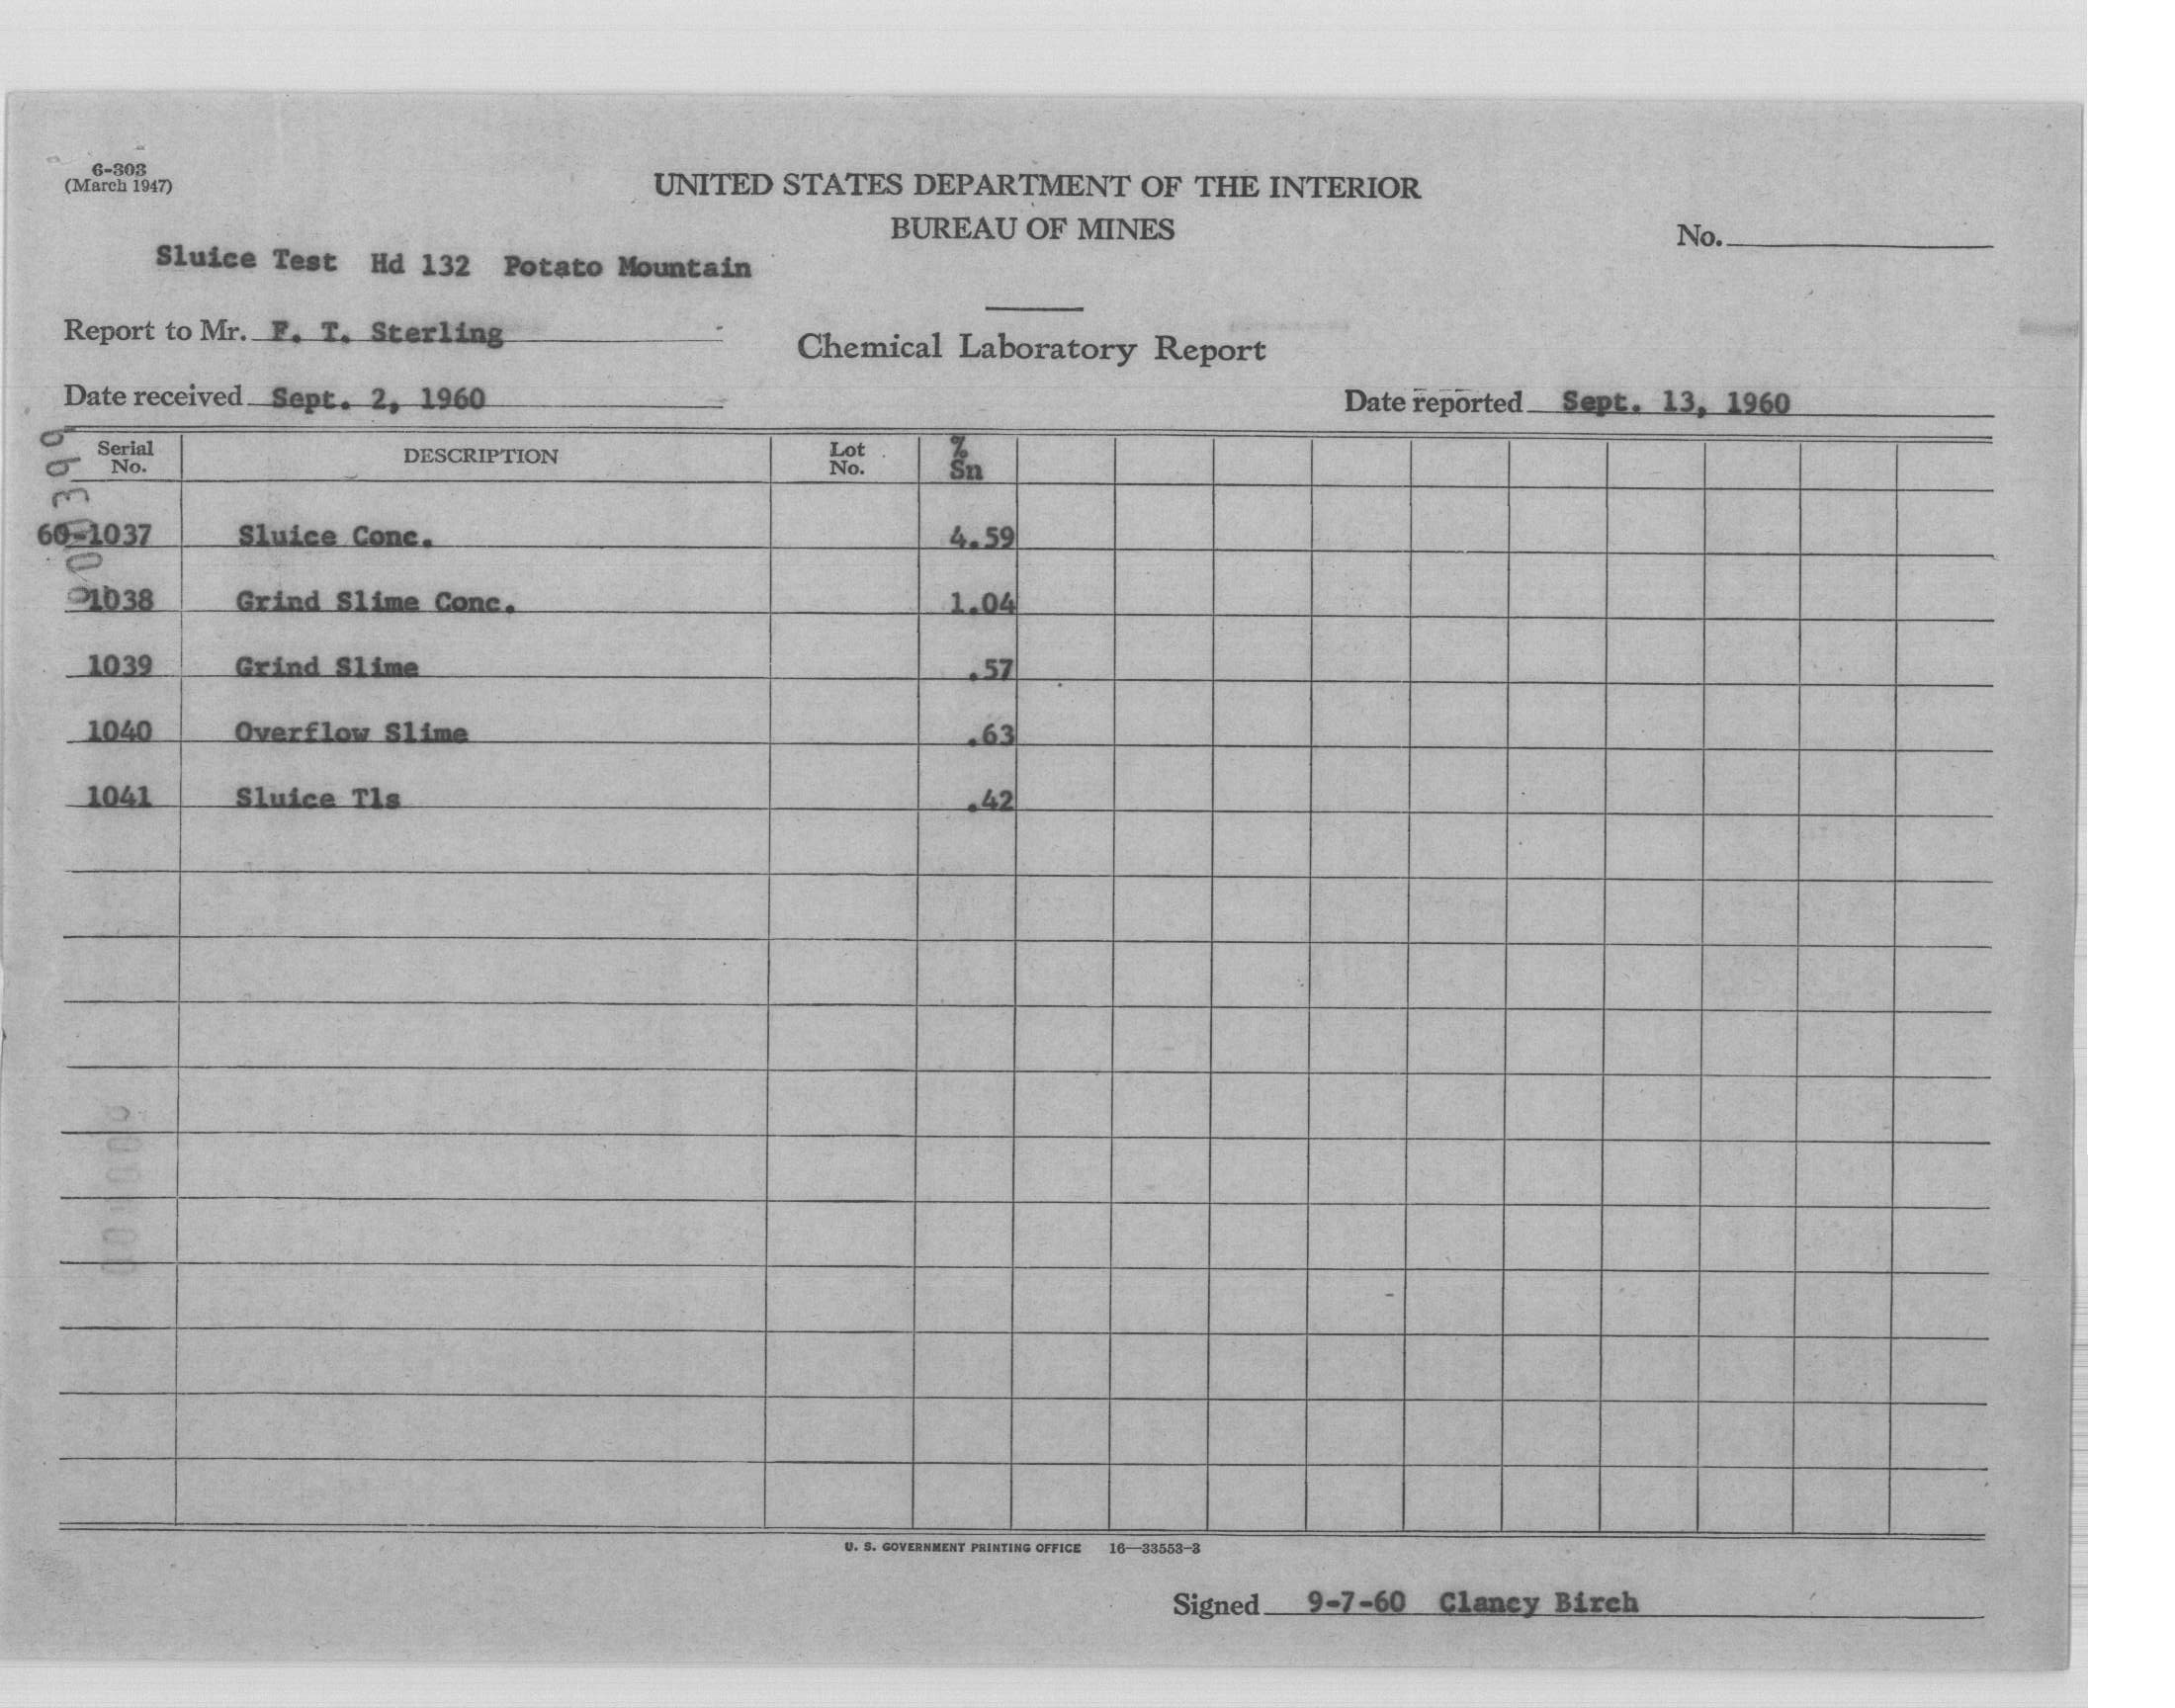 6-303
(March 1947)
UNITED STATES DEPARTMENT OF THE INTERIOR
BUREAU OF MINES
No.
Sluice Test Hd 132 Potato Mountain
Report to Mr. F. T. Sterling
Chemical Laboratory Report
Date received Sept. 2, 1960
Date reported Sept. 13, 1960
Serial No. DESCRIPTION Lot No. % Sn
60-1037 Sluice Conc. 4.59
1038 Grind Slime Conc. 1.04
1039 Grind Slime .57
1040 Overflow Slime .63
1041 Sluice Tls .42
U. S. GOVERNMENT PRINTING OFFICE 16—33553-3
Signed 9-7-60 Clancy Birch